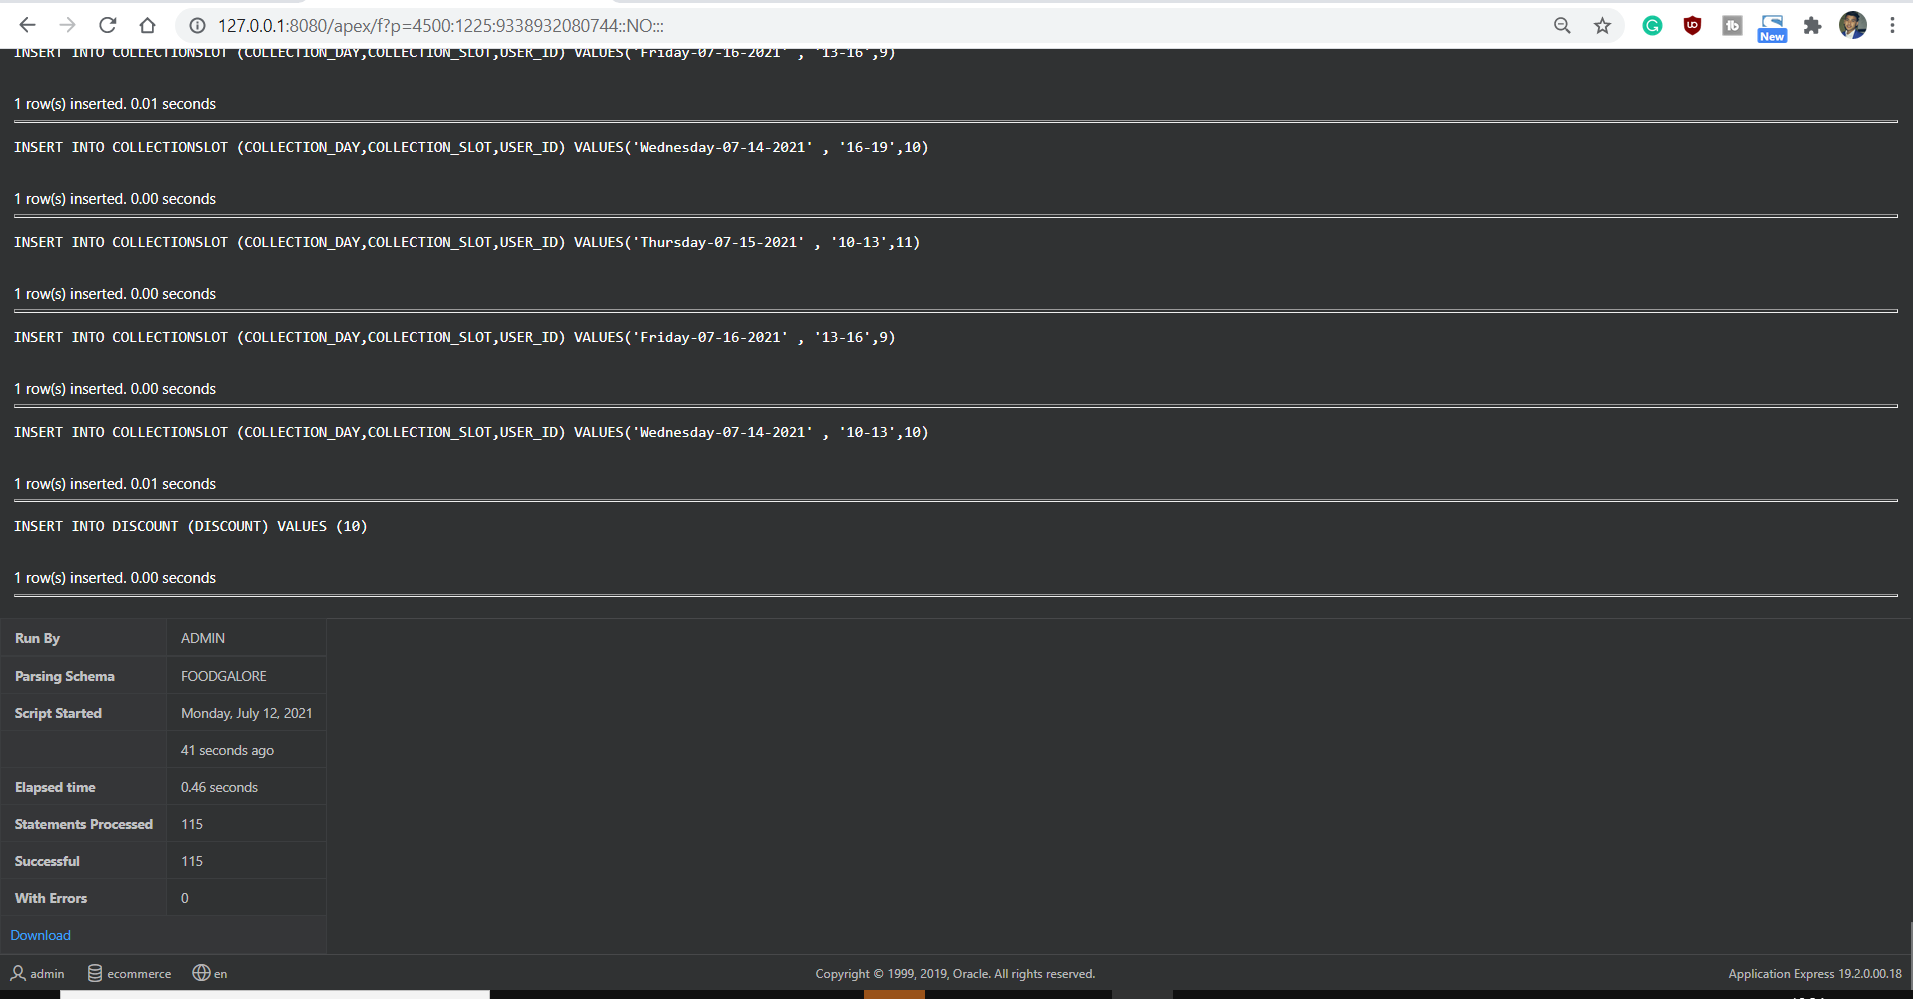 127.0.0.1:8080/apex/f?p=4500:1225:9338932080744::NO:::
New
INSERT INTO COLLECTIONSLOT (COLLECTION_DAY,COLLECTION_SLOT,USER_ID) VALUES('Friday-07-16-2021' , '13-16',9)
1 row(s) inserted. 0.01 seconds
INSERT INTO COLLECTIONSLOT (COLLECTION_DAY,COLLECTION_SLOT,USER_ID) VALUES('Wednesday-07-14-2021' , '16-19',10)
1 row(s) inserted. 0.00 seconds
INSERT INTO COLLECTIONSLOT (COLLECTION_DAY,COLLECTION_SLOT,USER_ID) VALUES('Thursday-07-15-2021' , '10-13',11)
1 row(s) inserted. 0.00 seconds
INSERT INTO COLLECTIONSLOT (COLLECTION_DAY,COLLECTION_SLOT,USER_ID) VALUES('Friday-07-16-2021' , '13-16',9)
1 row(s) inserted. 0.00 seconds
INSERT INTO COLLECTIONSLOT (COLLECTION_DAY,COLLECTION_SLOT,USER_ID) VALUES('Wednesday-07-14-2021' , '10-13',10)
1 row(s) inserted. 0.01 seconds
INSERT INTO DISCOUNT (DISCOUNT) VALUES (10)
1 row(s) inserted. 0.00 seconds
Run By ADMIN
Parsing Schema FOODGALORE
Script Started Monday, July 12, 2021
41 seconds ago
Elapsed time 0.46 seconds
Statements Processed 115
Successful 115
With Errors 0
Download
admin ecommerce en Copyright © 1999, 2019, Oracle. All rights reserved. Application Express 19.2.0.00.18